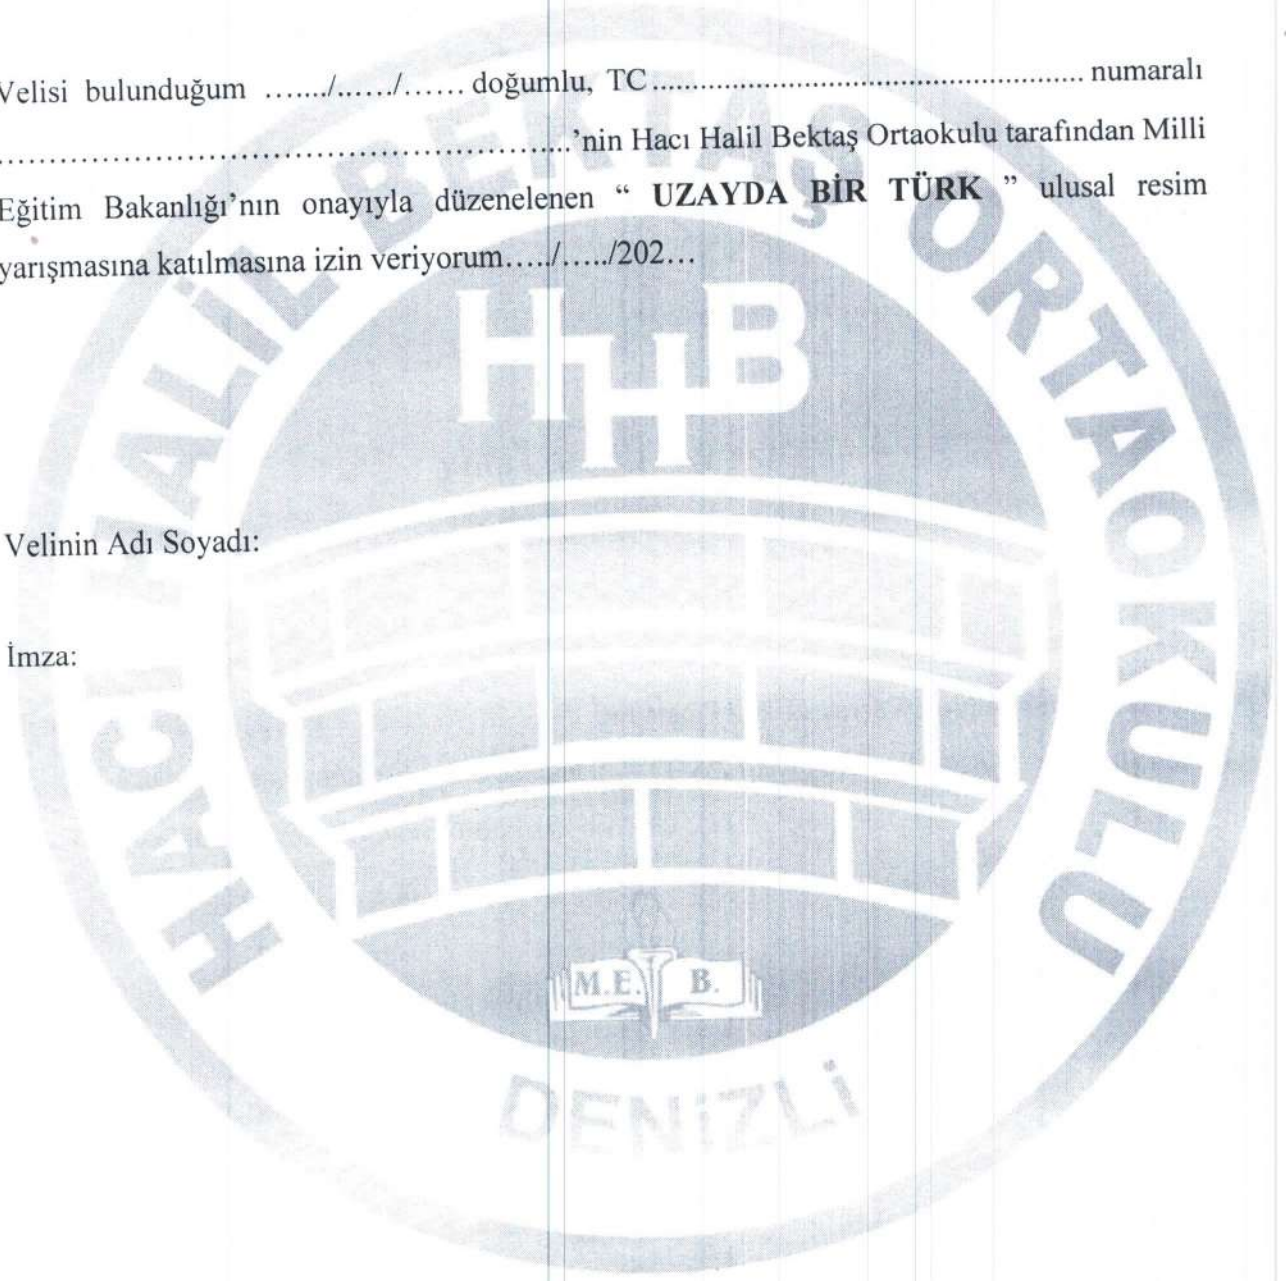 Velisi bulunduğum ......./....../...... doğumlu, TC..................................................... numaralı
.......................................................'nin Hacı Halil Bektaş Ortaokulu tarafından Milli
Eğitim Bakanlığı'nın onayıyla düzenelenen “ UZAYDA BİR TÜRK ” ulusal resim
yarışmasına katılmasına izin veriyorum...../...../202...
HHB
Velinin Adı Soyadı:
İmza:
M.E. B.
HACI HALİL BEKTAŞ ORTAOKULU
DENİZLİ